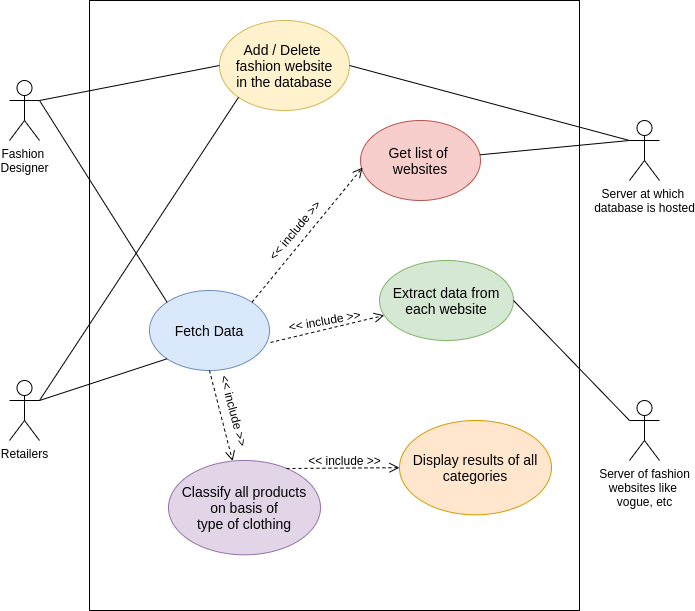 Add / Delete
fashion website
in the database
Fashion
Designer
Get list of
websites
Server at which
database is hosted
<< include >>
Extract data from
each website
<< include >>
Fetch Data
<< include >>
Retailers
<< include >>
Display results of all
categories
Classify all products
on basis of
type of clothing
Server of fashion
websites like
vogue, etc